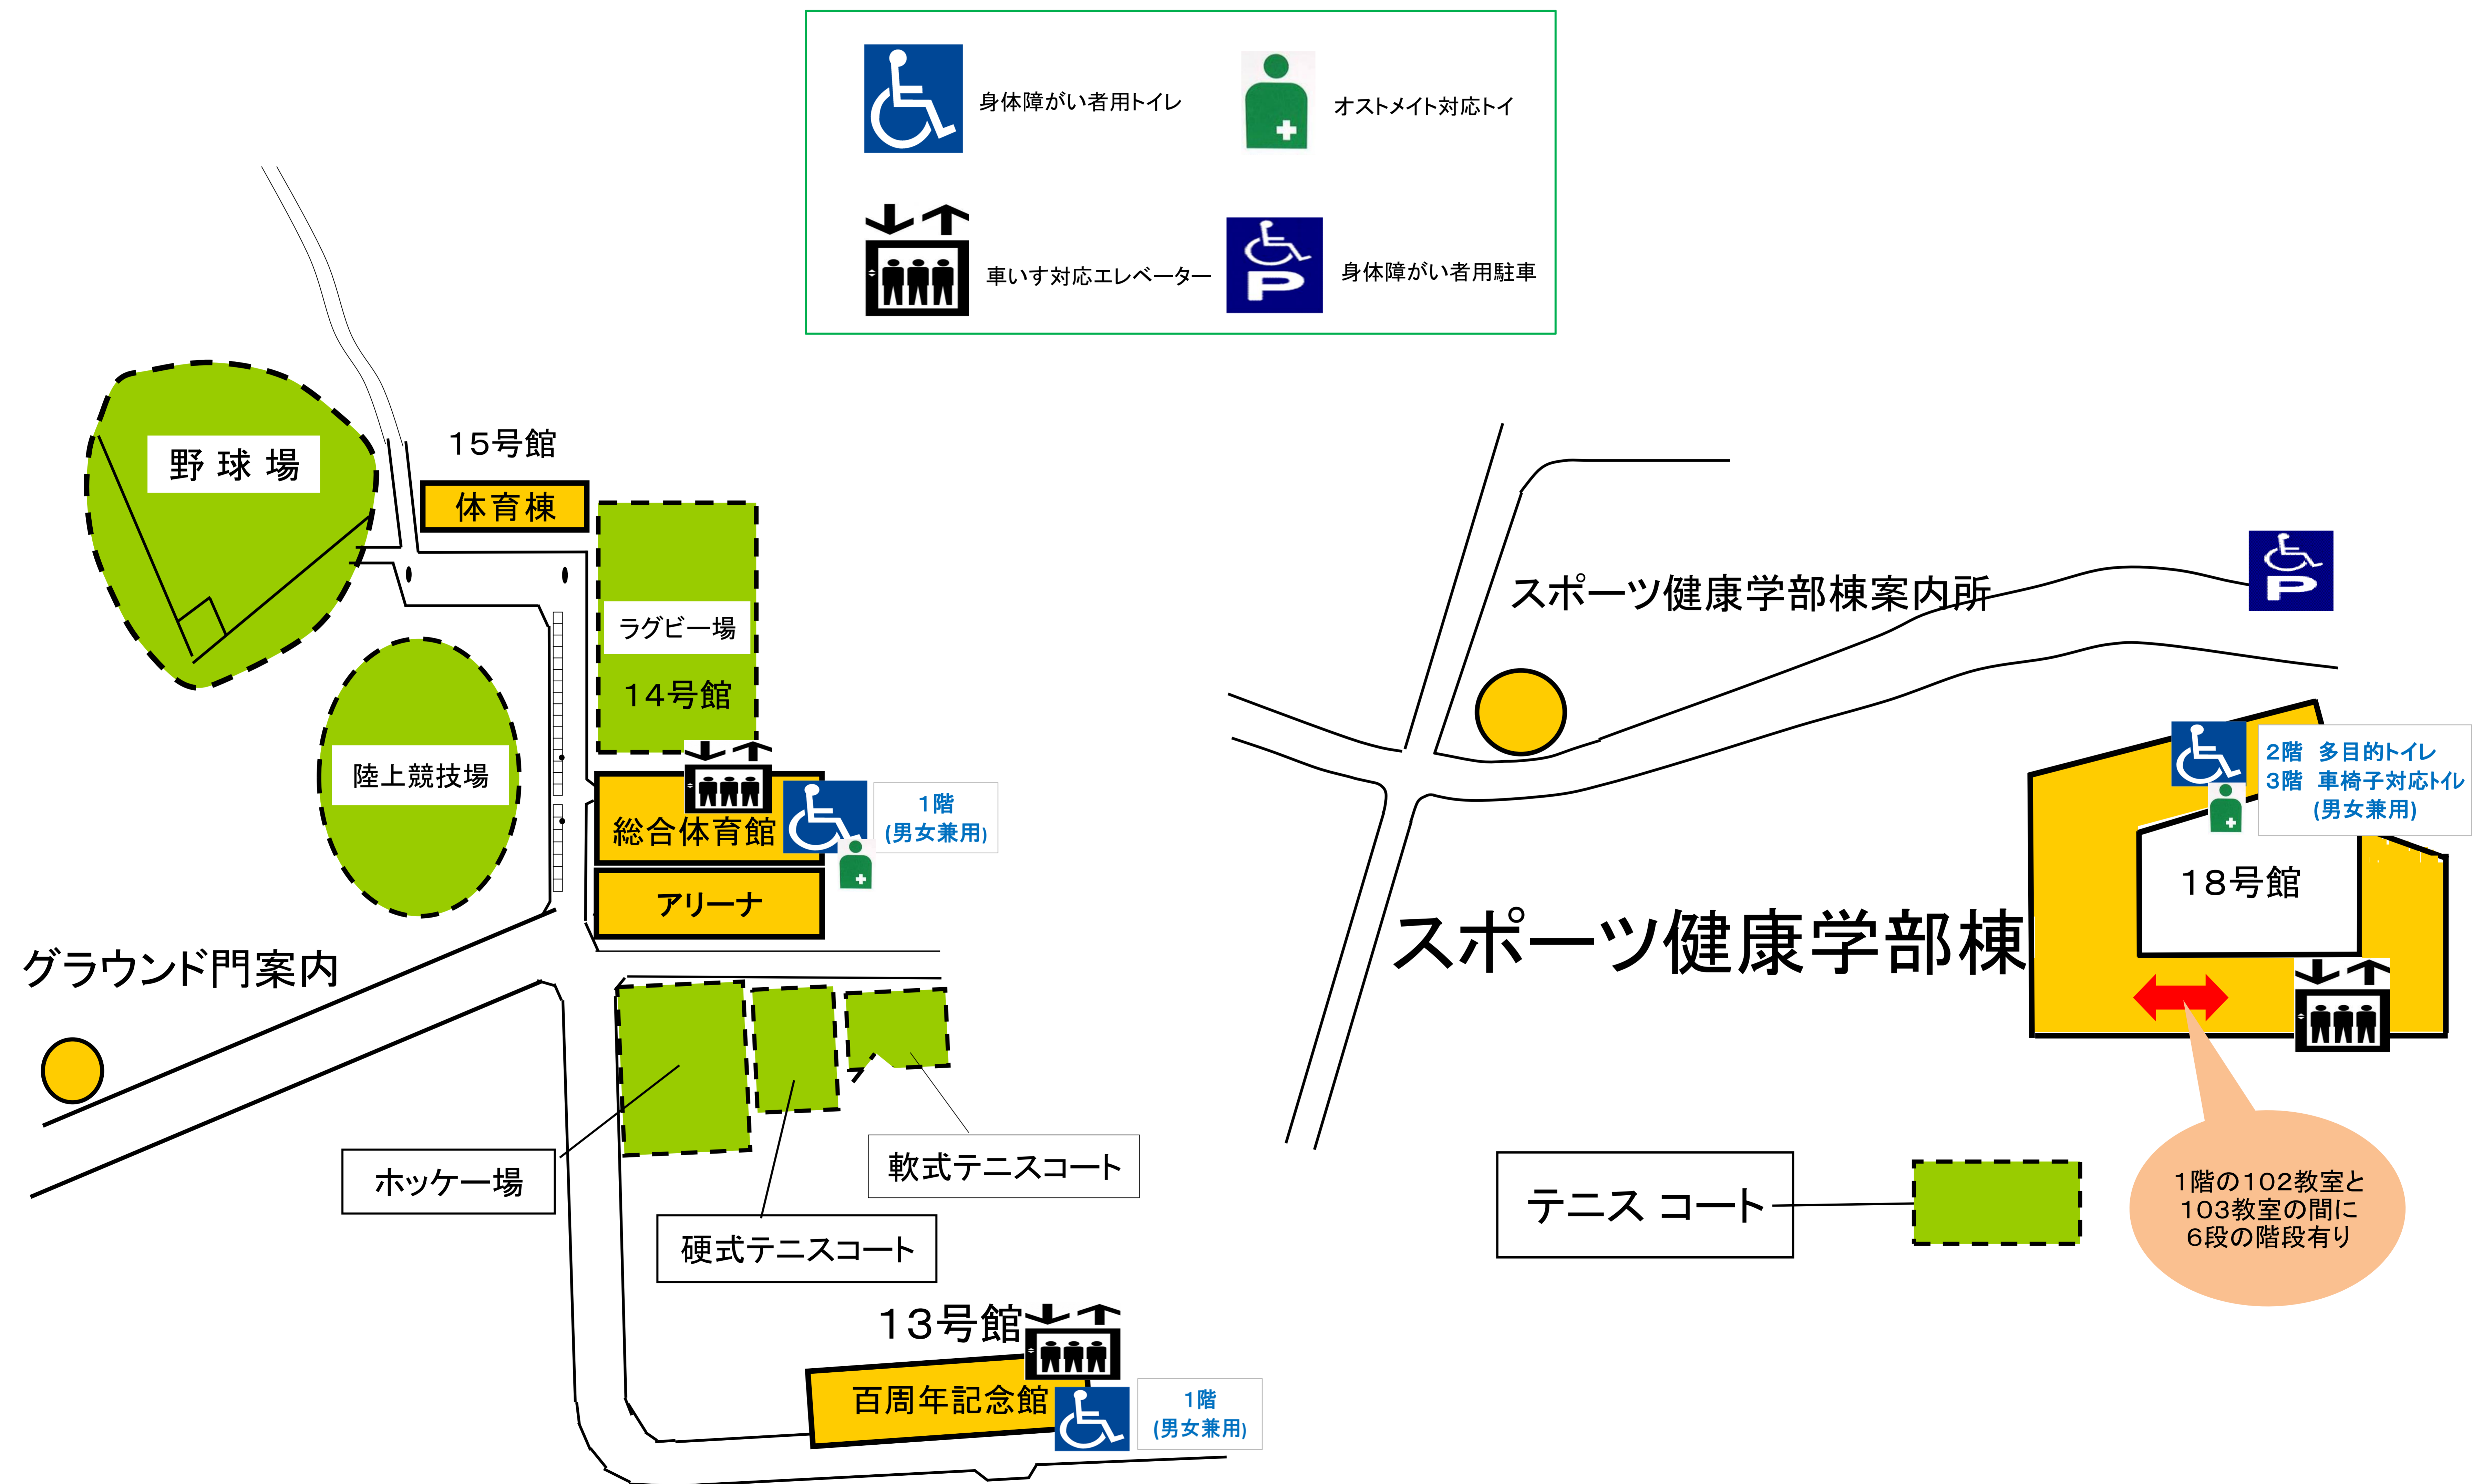 身体障がい者用トイレ
オストメイト対応トイ
車いす対応エレベーター
身体障がい者用駐車
P
15号館
野 球 場
体育棟
ラグビー場
14号館
陸上競技場
総合体育館
1階
(男女兼用)
アリーナ
グラウンド門案内
ホッケー場
硬式テニスコート
軟式テニスコート
13号館
百周年記念館
1階
(男女兼用)
スポーツ健康学部棟案内所
P
2階 多目的トイレ
3階 車椅子対応トイレ
(男女兼用)
18号館
スポーツ健康学部棟
テニス コート
1階の102教室と
103教室の間に
6段の階段有り